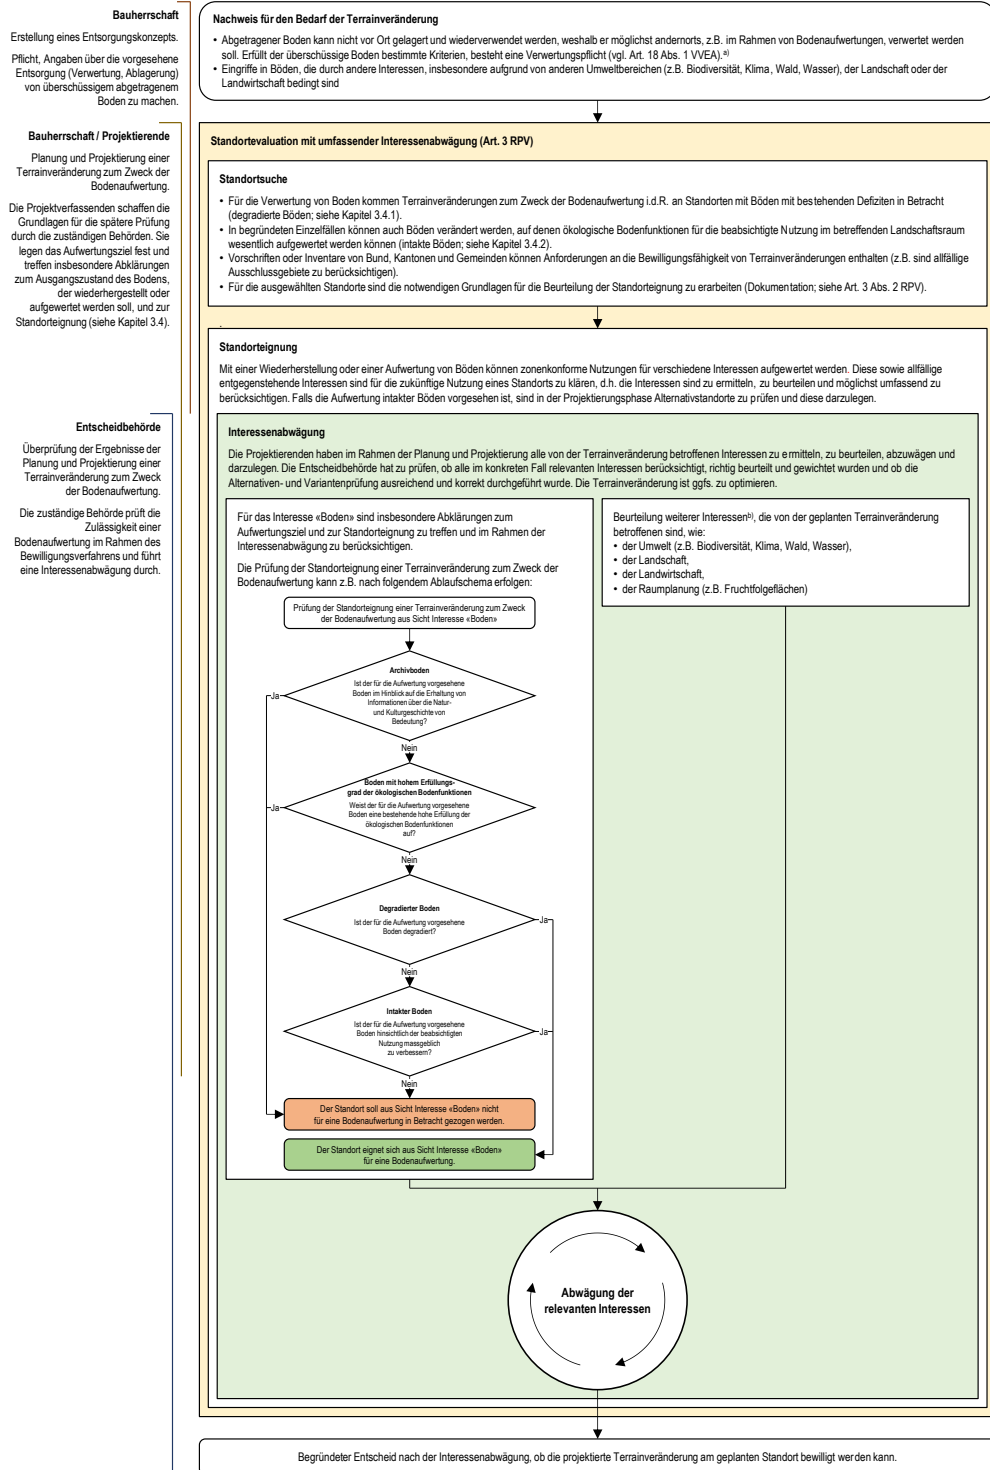 Bauherrschaft
Erstellung eines Entsorgungskonzepts.
Pflicht, Angaben über die vorgesehene
Entsorgung (Verwertung, Ablagerung)
von überschüssigem abgetragenem
Boden zu machen.
Bauherrschaft / Projektierende
Planung und Projektierung einer
Terrainveränderung zum Zweck der
Bodenaufwertung.
Die Projektverfassenden schaffen die
Grundlagen für die spätere Prüfung
durch die zuständigen Behörden. Sie
legen das Aufwertungsziel fest und
treffen insbesondere Abklärungen
zum Ausgangszustand des Bodens,
der wiederhergestellt oder
aufgewertet werden soll, und zur
Standorteignung (siehe Kapitel 3.4).
Entscheidbehörde
Überprüfung der Ergebnisse der
Planung und Projektierung einer
Terrainveränderung zum Zweck
der Bodenaufwertung.
Die zuständige Behörde prüft die
Zulässigkeit einer
Bodenaufwertung im Rahmen des
Bewilligungsverfahrens und führt
eine Interessenabwägung durch.
Nachweis für den Bedarf der Terrainveränderung
• Abgetragener Boden kann nicht vor Ort gelagert und wiederverwendet werden, weshalb er möglichst andernorts, z.B. im Rahmen von Bodenaufwertungen, verwertet werden
soll. Erfüllt der überschüssige Boden bestimmte Kriterien, besteht eine Verwertungspflicht (vgl. Art. 18 Abs. 1 VVEA).a)
• Eingriffe in Böden, die durch andere Interessen, insbesondere aufgrund von anderen Umweltbereichen (z.B. Biodiversität, Klima, Wald, Wasser), der Landschaft oder der
Landwirtschaft bedingt sind
Standortevaluation mit umfassender Interessenabwägung (Art. 3 RPV)
Standortsuche
• Für die Verwertung von Boden kommen Terrainveränderungen zum Zweck der Bodenaufwertung i.d.R. an Standorten mit Böden mit bestehenden Defiziten in Betracht
(degradierte Böden; siehe Kapitel 3.4.1).
• In begründeten Einzelfällen können auch Böden verändert werden, auf denen ökologische Bodenfunktionen für die beabsichtigte Nutzung im betreffenden Landschaftsraum
wesentlich aufgewertet werden können (intakte Böden; siehe Kapitel 3.4.2).
• Vorschriften oder Inventare von Bund, Kantonen und Gemeinden können Anforderungen an die Bewilligungsfähigkeit von Terrainveränderungen enthalten (z.B. sind allfällige
Ausschlussgebiete zu berücksichtigen).
• Für die ausgewählten Standorte sind die notwendigen Grundlagen für die Beurteilung der Standorteignung zu erarbeiten (Dokumentation; siehe Art. 3 Abs. 2 RPV).
Standorteignung
Mit einer Wiederherstellung oder einer Aufwertung von Böden können zonenkonforme Nutzungen für verschiedene Interessen aufgewertet werden. Diese sowie allfällige
entgegenstehende Interessen sind für die zukünftige Nutzung eines Standorts zu klären, d.h. die Interessen sind zu ermitteln, zu beurteilen und möglichst umfassend zu
berücksichtigen. Falls die Aufwertung intakter Böden vorgesehen ist, sind in der Projektierungsphase Alternativstandorte zu prüfen und diese darzulegen.
Interessenabwägung
Die Projektierenden haben im Rahmen der Planung und Projektierung alle von der Terrainveränderung betroffenen Interessen zu ermitteln, zu beurteilen, abzuwägen und
darzulegen. Die Entscheidbehörde hat zu prüfen, ob alle im konkreten Fall relevanten Interessen berücksichtigt, richtig beurteilt und gewichtet wurden und ob die
Alternativen- und Variantenprüfung ausreichend und korrekt durchgeführt wurde. Die Terrainveränderung ist ggfs. zu optimieren.
Für das Interesse «Boden» sind insbesondere Abklärungen zum
Aufwertungsziel und zur Standorteignung zu treffen und im Rahmen der
Interessenabwägung zu berücksichtigen.
Die Prüfung der Standorteignung einer Terrainveränderung zum Zweck der
Bodenaufwertung kann z.B. nach folgendem Ablaufschema erfolgen:
Prüfung der Standorteignung einer Terrainveränderung zum Zweck
der Bodenaufwertung aus Sicht Interesse «Boden»
Archivboden
Ist der für die Aufwertung vorgesehene
Boden im Hinblick auf die Erhaltung von
Informationen über die Natur-
und Kulturgeschichte von
Bedeutung?
Ja
Nein
Boden mit hohem Erfüllungs-
grad der ökologischen Bodenfunktionen
Weist der für die Aufwertung vorgesehene
Boden eine bestehende hohe Erfüllung der
ökologischen Bodenfunktionen
auf?
Ja
Nein
Degradierter Boden
Ist der für die Aufwertung vorgesehene
Boden degradiert?
Ja
Nein
Intakter Boden
Ist der für die Aufwertung vorgesehene
Boden hinsichtlich der beabsichtigten
Nutzung massgeblich
zu verbessern?
Ja
Nein
Der Standort soll aus Sicht Interesse «Boden» nicht
für eine Bodenaufwertung in Betracht gezogen werden.
Der Standort eignet sich aus Sicht Interesse «Boden»
für eine Bodenaufwertung.
Beurteilung weiterer Interessenb), die von der geplanten Terrainveränderung
betroffenen sind, wie:
• der Umwelt (z.B. Biodiversität, Klima, Wald, Wasser),
• der Landschaft,
• der Landwirtschaft,
• der Raumplanung (z.B. Fruchtfolgeflächen)
Abwägung der
relevanten Interessen
Begründeter Entscheid nach der Interessenabwägung, ob die projektierte Terrainveränderung am geplanten Standort bewilligt werden kann.